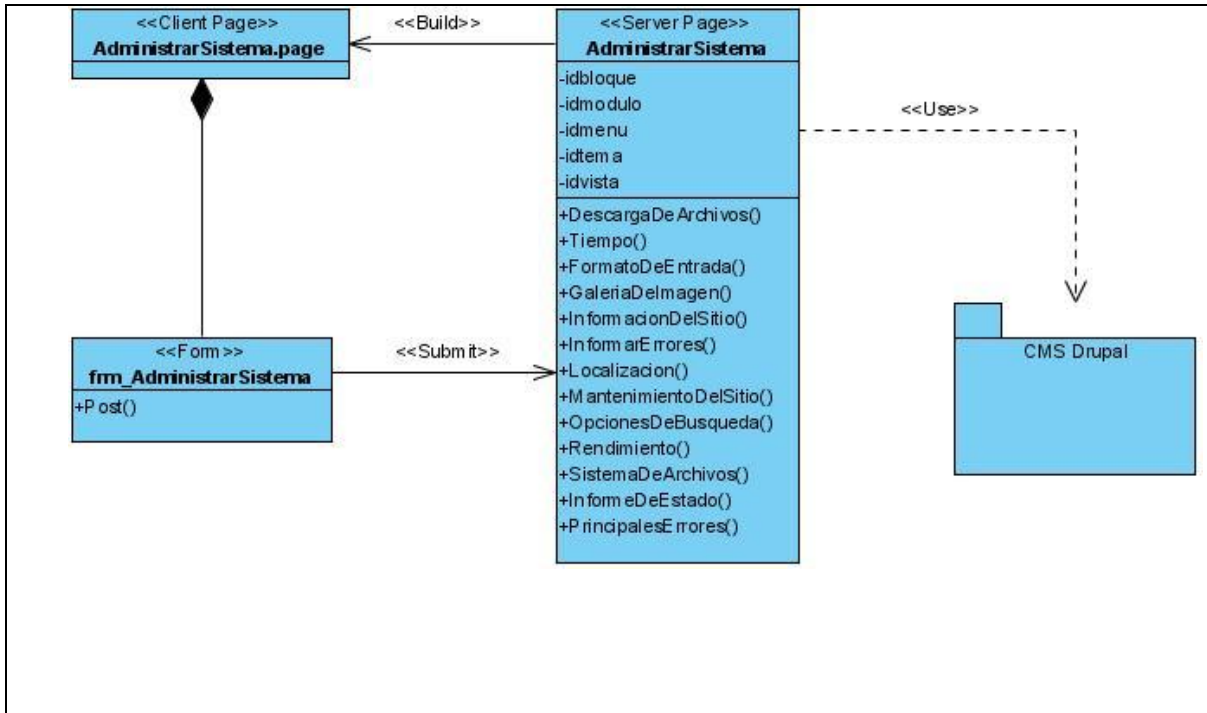 <<Client Page>>
AdministrarSistema.page
<<Build>>
<<Server Page>>
AdministrarSistema
-idbloque
-idmodulo
-idmenu
-idtema
-idvista
+DescargaDeArchivos()
+Tiempo()
+FormatoDeEntrada()
+GaleriaDeImagen()
+InformacionDelSitio()
+InformarErrores()
+Localizacion()
+MantenimientoDelSitio()
+OpcionesDeBusqueda()
+Rendimiento()
+SistemaDeArchivos()
+InformeDeEstado()
+PrincipalesErrores()
<<Use>>
<<Form>>
frm_AdministrarSistema
+Post()
<<Submit>>
CMS Drupal